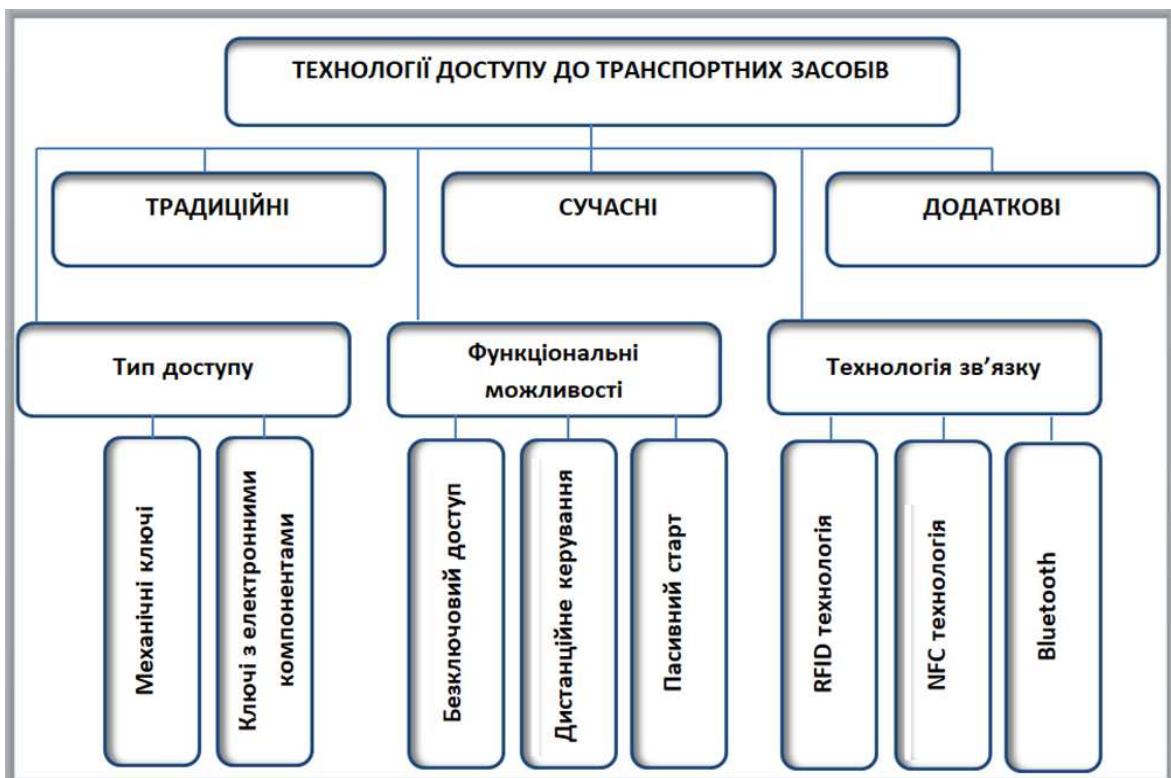 ТЕХНОЛОГІЇ ДОСТУПУ ДО ТРАНСПОРТНИХ ЗАСОБІВ
ТРАДИЦІЙНІ
СУЧАСНІ
ДОДАТКОВІ
Тип доступу
Функціональні
можливості
Технологія зв’язку
Механічні ключі
Ключі з електронними
компонентами
Безключовий доступ
Дистанційне керування
Пасивний старт
RFID технологія
NFC технологія
Bluetooth